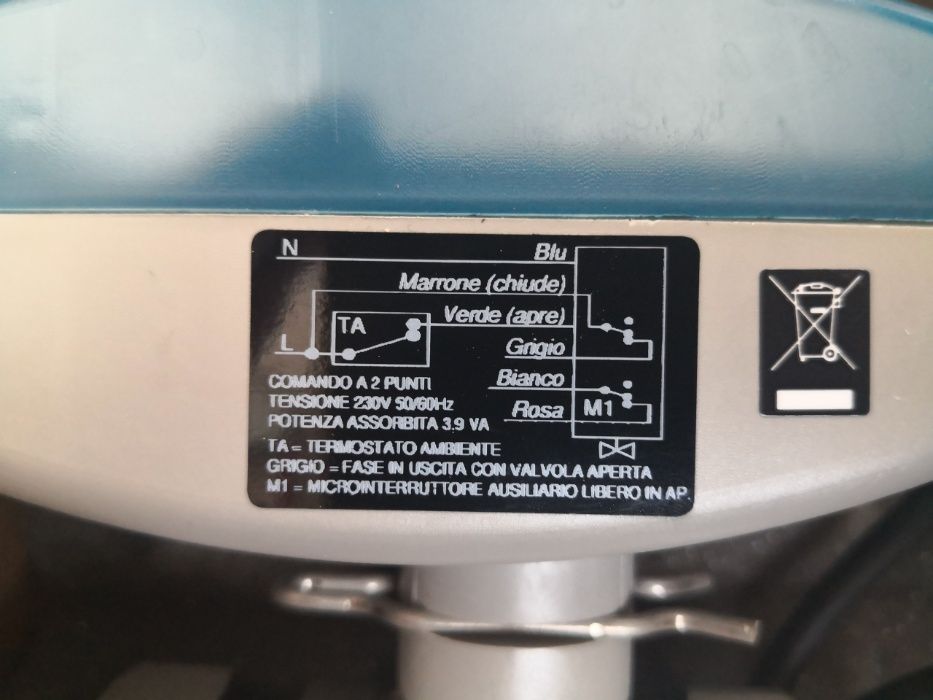 N Blu
Marrone (chiude)
TA Verde (apre)
L Grigio
Bianco
Rosa M1
COMANDO A 2 PUNTI
TENSIONE 230V 50/60Hz
POTENZA ASSORBITA 3.9 VA
TA = TERMOSTATO AMBIENTE
GRIGIO = FASE IN USCITA CON VALVOLA APERTA
M1 = MICROINTERRUTTORE AUSILIARIO LIBERO IN AP.